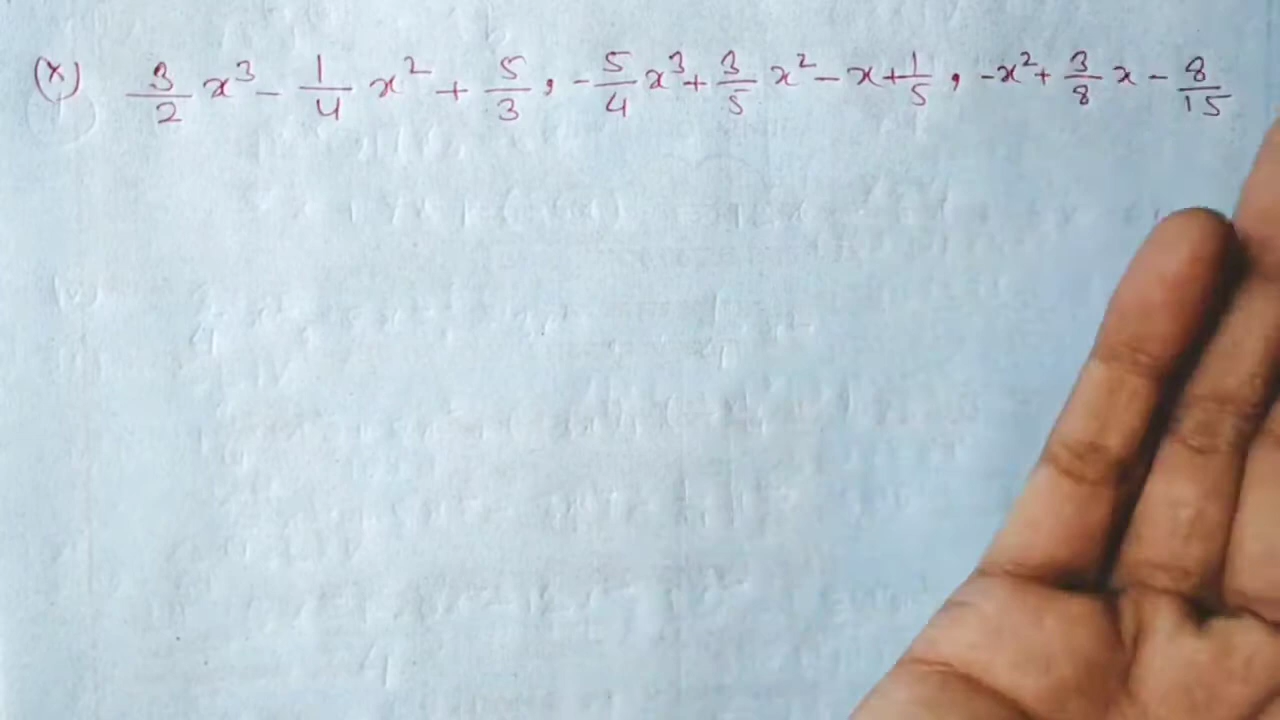 (x) 3/2 x³ - 1/4 x² + 5/3 , -5/4 x³ + 3/5 x² - x + 1/5 , -x² + 3/8 x - 8/15